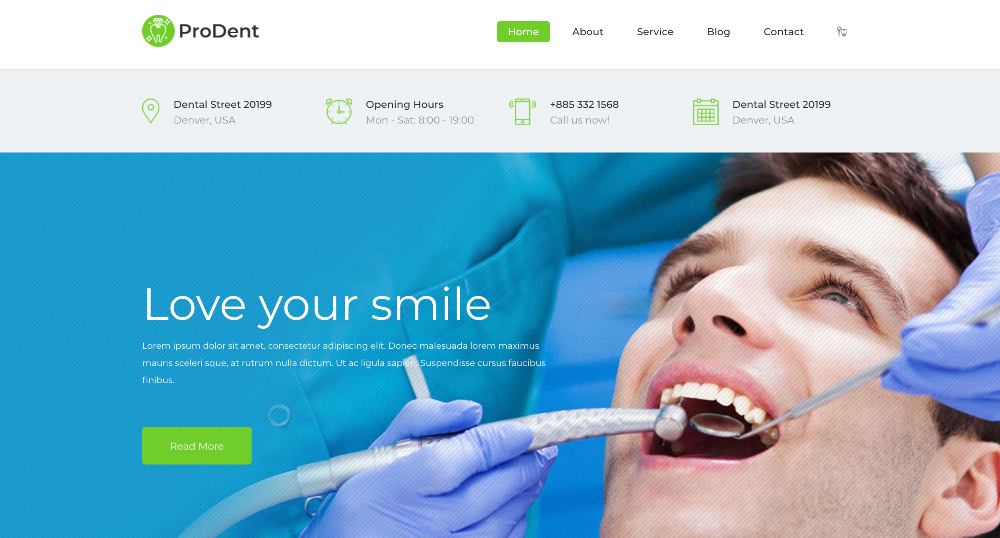 ProDent
Home About Service Blog Contact
Dental Street 20199
Denver, USA
Opening Hours
Mon - Sat: 8:00 - 19:00
+885 332 1568
Call us now!
Dental Street 20199
Denver, USA
Love your smile
Lorem ipsum dolor sit amet, consectetur adipiscing elit. Donec malesuada lorem maximus
mauris sceleri sque, at rutrum nulla dictum. Ut ac ligula sapien. Suspendisse cursus faucibus
finibus.
Read More